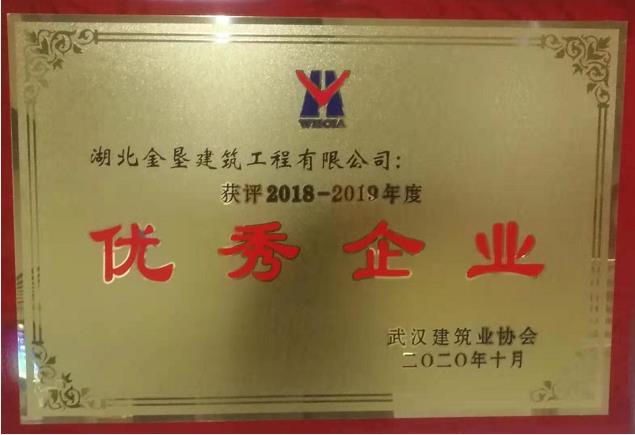 WHCIA
湖北金垦建筑工程有限公司：
获评2018-2019年度
优秀企业
武汉建筑业协会
二〇二〇年十月